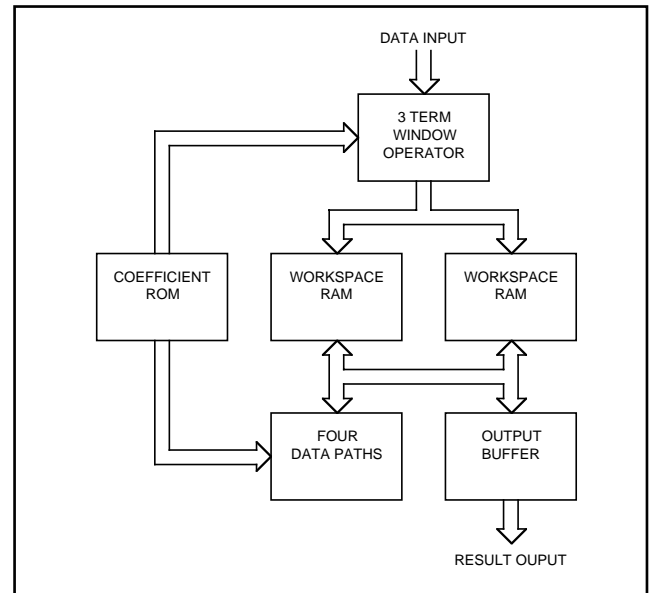 DATA INPUT
3 TERM
WINDOW
OPERATOR
COEFFICIENT
ROM
WORKSPACE
RAM
WORKSPACE
RAM
FOUR
DATA PATHS
OUTPUT
BUFFER
RESULT OUPUT